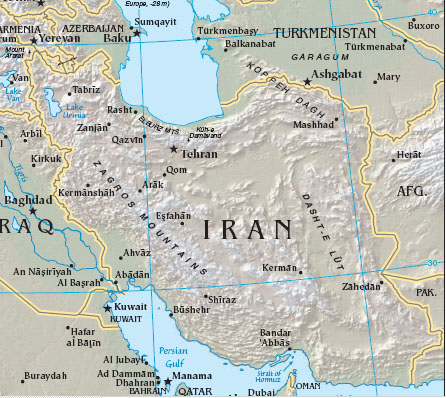 Europe, -28 m)
Sumqayit
AZERBAIJAN
Baku
ARMENIA
Yerevan
Mount
Ararat
Van
Lake
Van
Türkmenbaşy
Balkanabat
TURKMENISTAN
Buxoro
40
Türkmenabat
GARAGUM
Ashgabat
Mary
KOPPEH DAGH
Tabrīz
Lake
Urmia
Rasht
ELBURZ MTS.
Kūh-e
Damāvand
Mashhad
Zanjān
Qazvīn
Tehran
Herāt
Arbīl
Kirkuk
Qom
Tigris
Kermānshāh
Arāk
AFG.
Baghdad
ZAGROS MOUNTAINS
Eşfahān
DASHT-E LŪT
RAQ
IRAN
Ahvāz
An Nāşirīyah
Kermān
30
Al Başrah
Ābādān
Zāhedān
PAK.
Kuwait
KUWAIT
Shīrāz
Būshehr
Hafar
al Bāţin
Bandar
'Abbās
Persian
Gulf
Al Jubayl
Strait of
Hormuz
Buraydah
Ad Dammām
Dhahran
Manama
BAHRAIN
QATAR
Dubai
OMAN